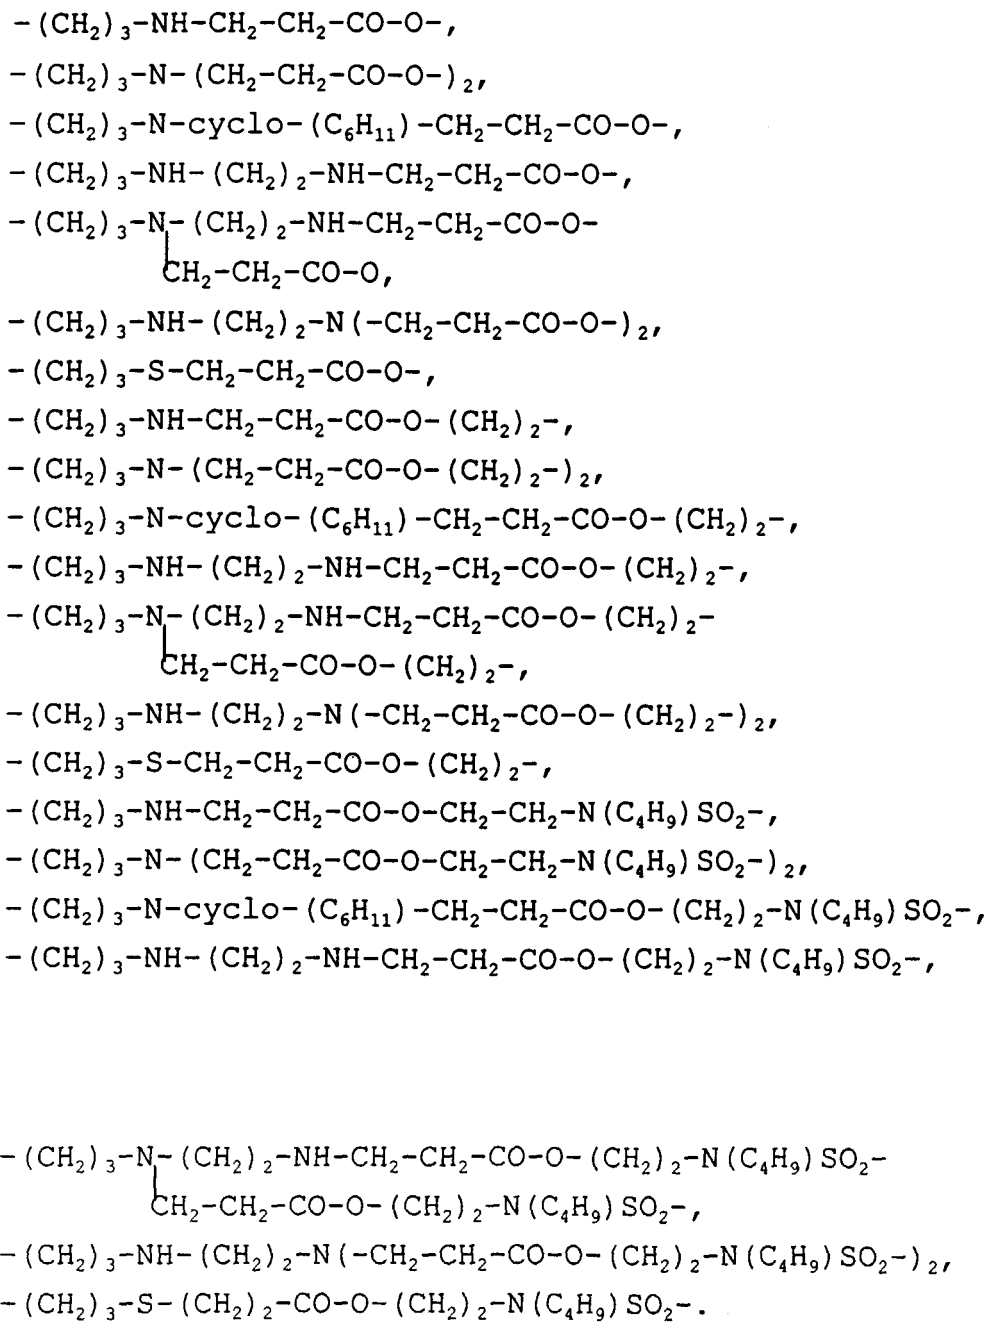 -(CH₂)₃-NH-CH₂-CH₂-CO-O-,
-(CH₂)₃-N-(CH₂-CH₂-CO-O-)₂,
-(CH₂)₃-N-cyclo-(C₆H₁₁)-CH₂-CH₂-CO-O-,
-(CH₂)₃-NH-(CH₂)₂-NH-CH₂-CH₂-CO-O-,
-(CH₂)₃-N-(CH₂)₂-NH-CH₂-CH₂-CO-O-
CH₂-CH₂-CO-O,
-(CH₂)₃-NH-(CH₂)₂-N(-CH₂-CH₂-CO-O-)₂,
-(CH₂)₃-S-CH₂-CH₂-CO-O-,
-(CH₂)₃-NH-CH₂-CH₂-CO-O-(CH₂)₂-,
-(CH₂)₃-N-(CH₂-CH₂-CO-O-(CH₂)₂-)₂,
-(CH₂)₃-N-cyclo-(C₆H₁₁)-CH₂-CH₂-CO-O-(CH₂)₂-,
-(CH₂)₃-NH-(CH₂)₂-NH-CH₂-CH₂-CO-O-(CH₂)₂-,
-(CH₂)₃-N-(CH₂)₂-NH-CH₂-CH₂-CO-O-(CH₂)₂-
CH₂-CH₂-CO-O-(CH₂)₂-,
-(CH₂)₃-NH-(CH₂)₂-N(-CH₂-CH₂-CO-O-(CH₂)₂-)₂,
-(CH₂)₃-S-CH₂-CH₂-CO-O-(CH₂)₂-,
-(CH₂)₃-NH-CH₂-CH₂-CO-O-CH₂-CH₂-N(C₄H₉)SO₂-,
-(CH₂)₃-N-(CH₂-CH₂-CO-O-CH₂-CH₂-N(C₄H₉)SO₂-)₂,
-(CH₂)₃-N-cyclo-(C₆H₁₁)-CH₂-CH₂-CO-O-(CH₂)₂-N(C₄H₉)SO₂-,
-(CH₂)₃-NH-(CH₂)₂-NH-CH₂-CH₂-CO-O-(CH₂)₂-N(C₄H₉)SO₂-,
-(CH₂)₃-N-(CH₂)₂-NH-CH₂-CH₂-CO-O-(CH₂)₂-N(C₄H₉)SO₂-
CH₂-CH₂-CO-O-(CH₂)₂-N(C₄H₉)SO₂-,
-(CH₂)₃-NH-(CH₂)₂-N(-CH₂-CH₂-CO-O-(CH₂)₂-N(C₄H₉)SO₂-)₂,
-(CH₂)₃-S-(CH₂)₂-CO-O-(CH₂)₂-N(C₄H₉)SO₂-.